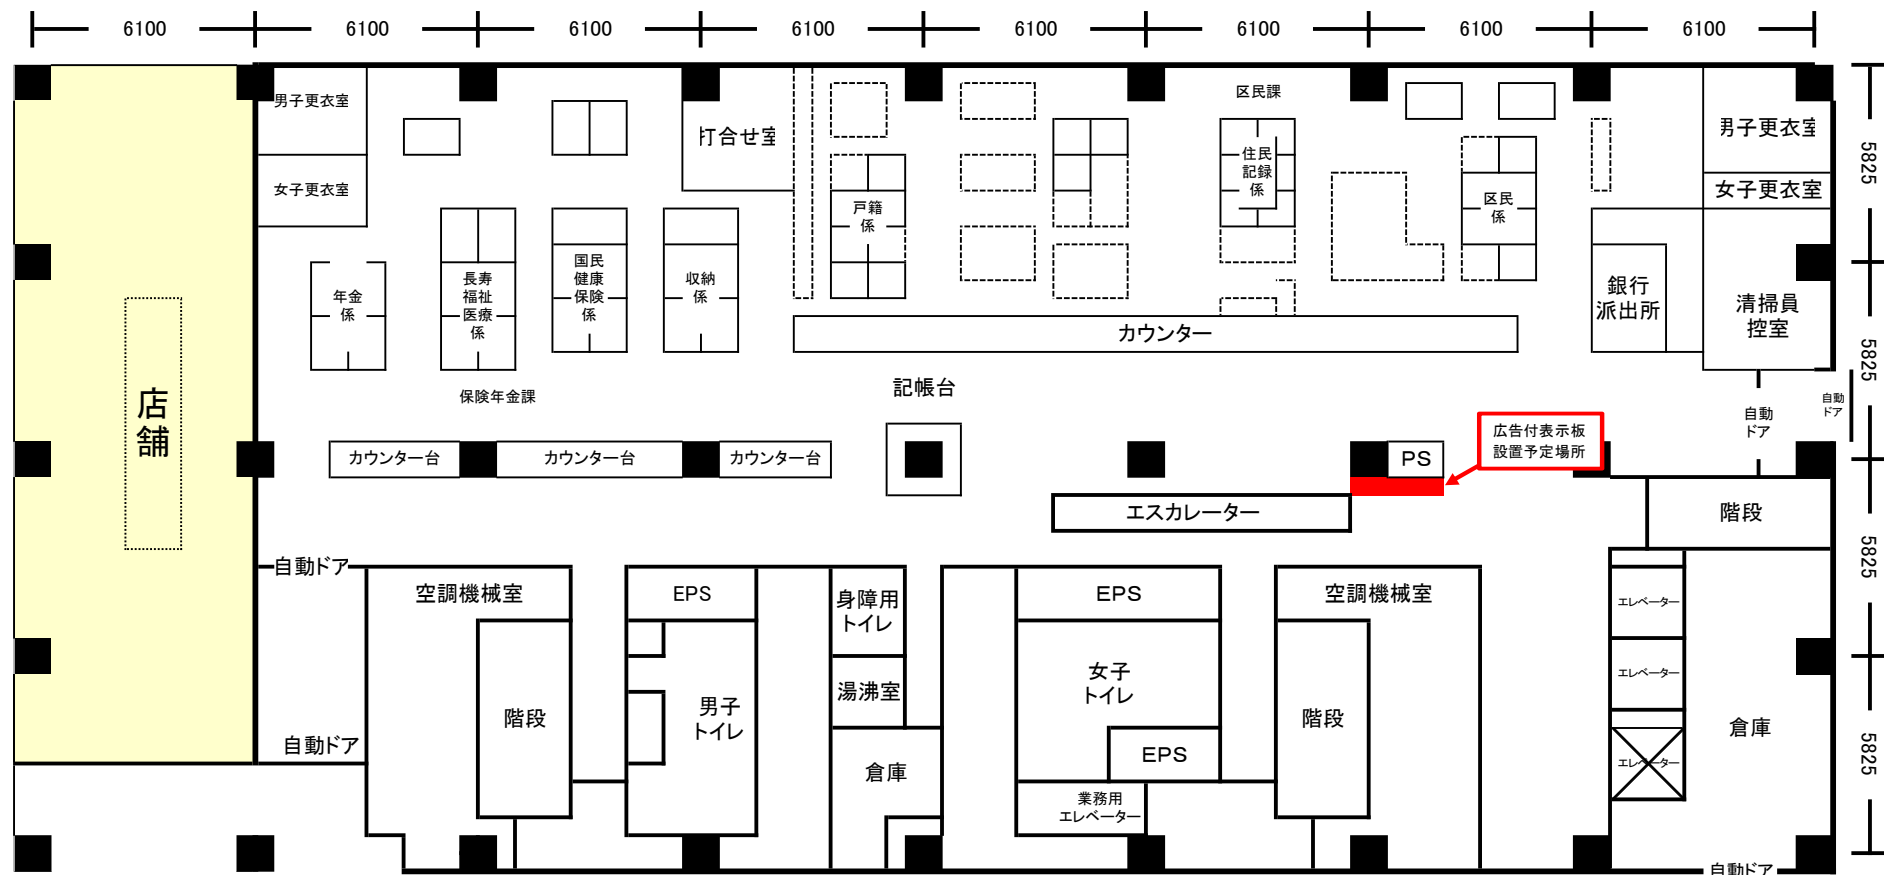 6100 6100 6100 6100 6100 6100 6100 6100
男子更衣室
女子更衣室
打合せ室
区民課
男子更衣室
女子更衣室
5825
年金
係
長寿
福祉
医療
係
国民
健康
保険
係
収納
係
戸籍
係
住民
記録
係
区民
係
銀行
派出所
清掃員
控室
カウンター
5825
保険年金課
記帳台
自動
ドア
自動
ドア
店
舗
カウンター台
カウンター台
カウンター台
PS
広告付表示板
設置予定場所
エスカレーター
階段
5825
自動ドア
空調機械室
EPS
身障用
トイレ
EPS
空調機械室
エレベーター
階段
男子
トイレ
湯沸室
女子
トイレ
階段
エレベーター
倉庫
5825
自動ドア
倉庫
EPS
エレベーター
業務用
エレベーター
自動ドア